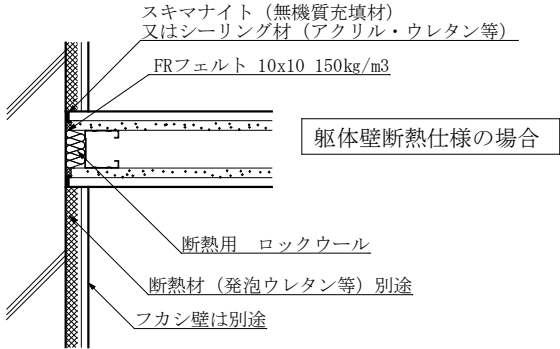 スキマナイト（無機質充填材）
又はシーリング材（アクリル・ウレタン等）
FRフェルト 10x10 150kg/m3
躯体壁断熱仕様の場合
断熱用　ロックウール
断熱材（発泡ウレタン等）別途
フカシ壁は別途